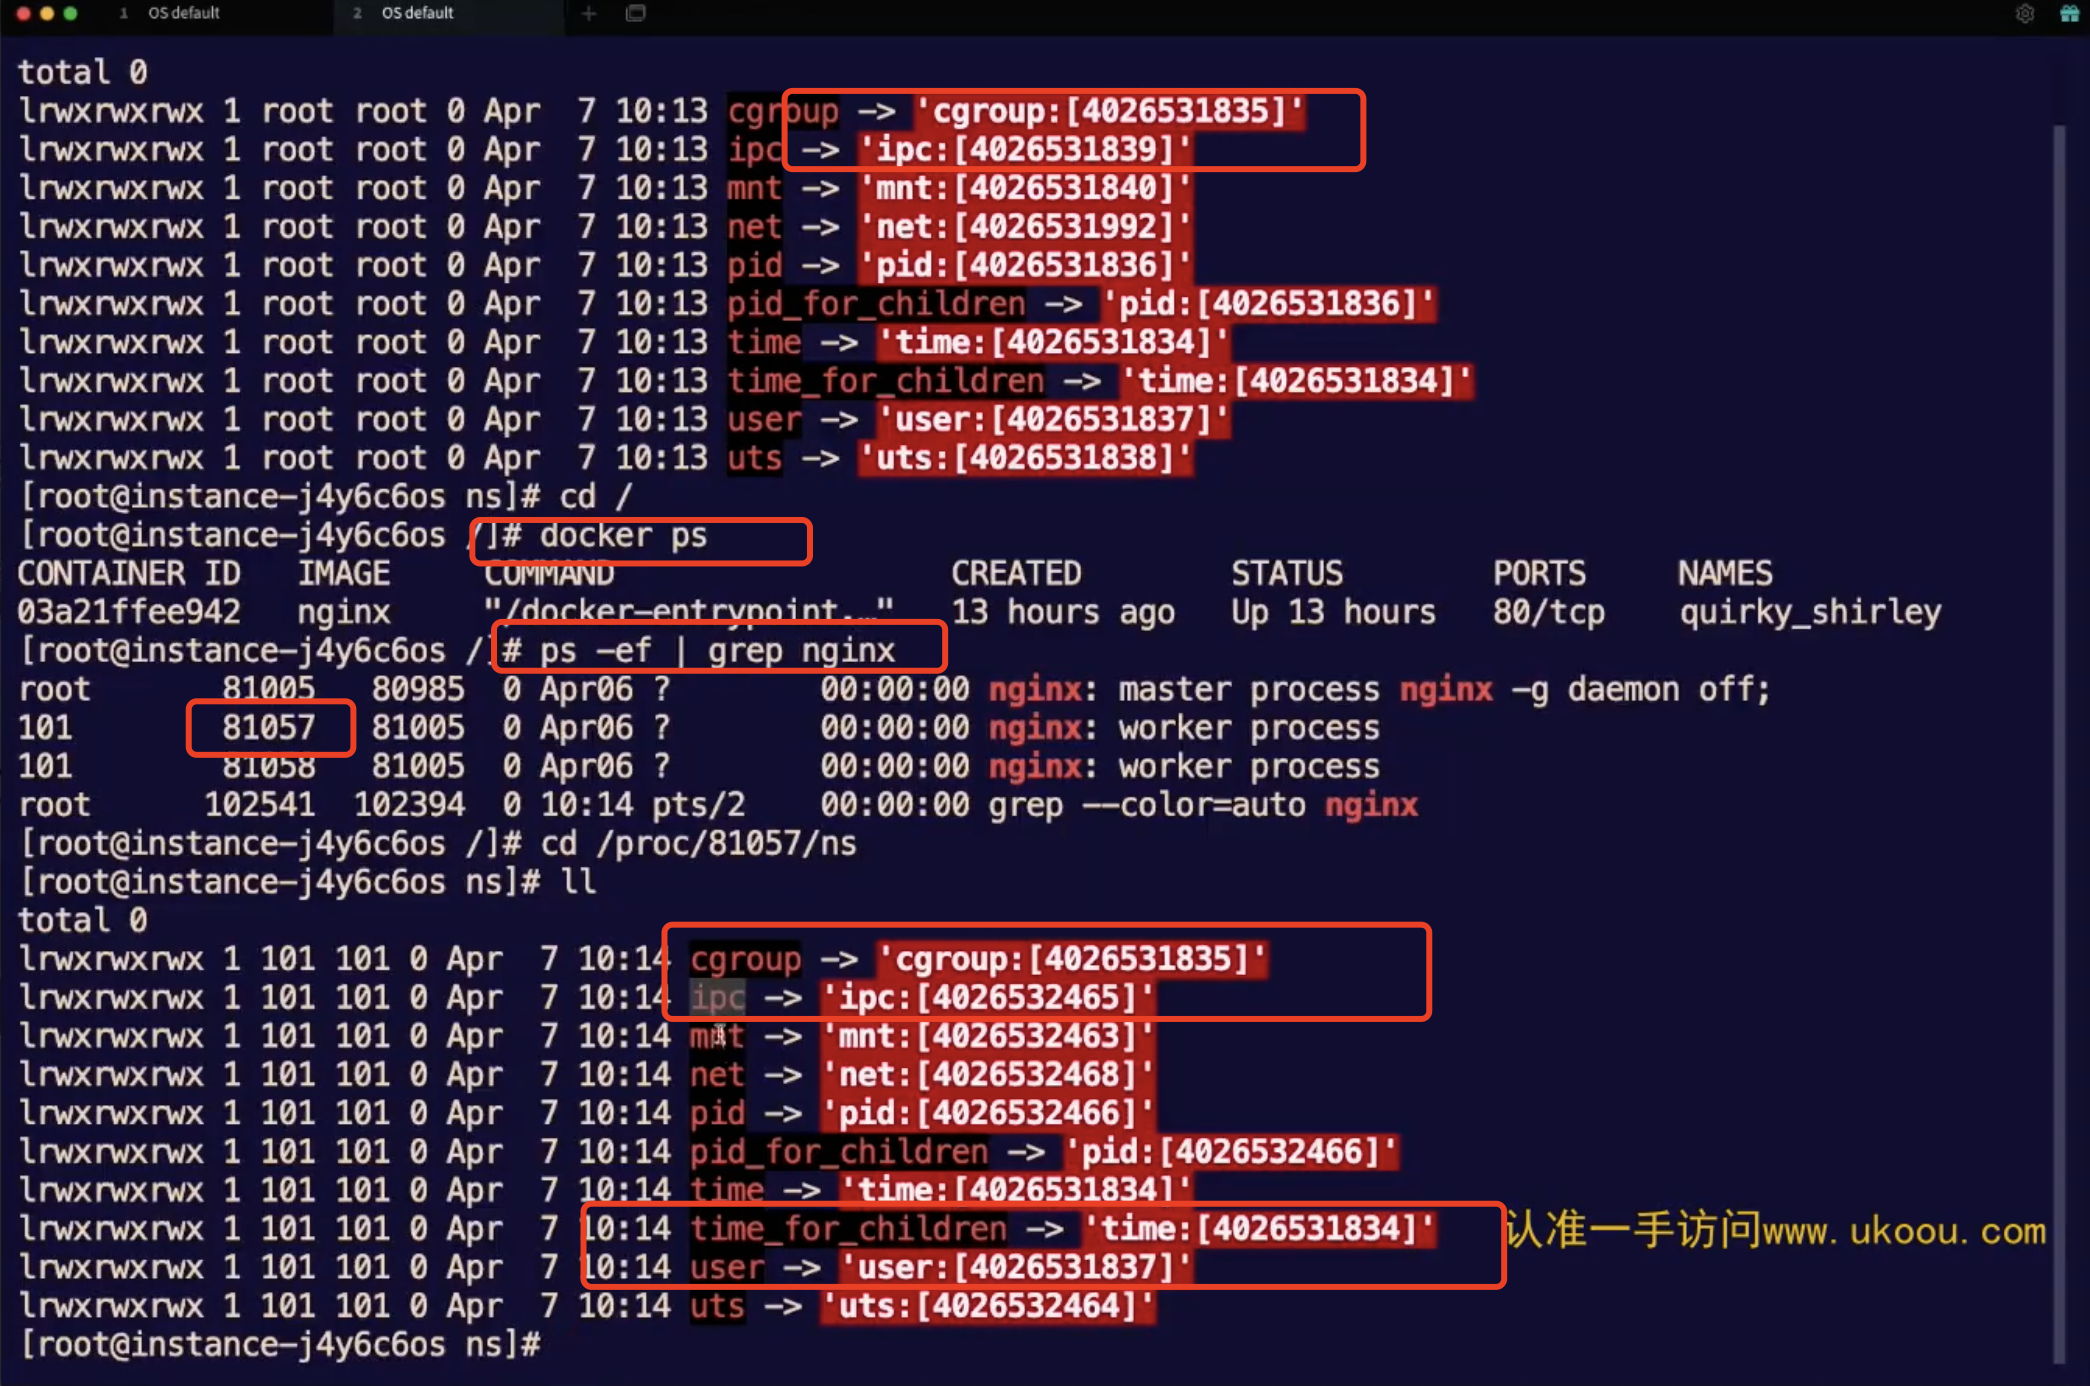 1 OS default 2 OS default
total 0
lrwxrwxrwx 1 root root 0 Apr  7 10:13 cgroup -> 'cgroup:[4026531835]'
lrwxrwxrwx 1 root root 0 Apr  7 10:13 ipc -> 'ipc:[4026531839]'
lrwxrwxrwx 1 root root 0 Apr  7 10:13 mnt -> 'mnt:[4026531840]'
lrwxrwxrwx 1 root root 0 Apr  7 10:13 net -> 'net:[4026531992]'
lrwxrwxrwx 1 root root 0 Apr  7 10:13 pid -> 'pid:[4026531836]'
lrwxrwxrwx 1 root root 0 Apr  7 10:13 pid_for_children -> 'pid:[4026531836]'
lrwxrwxrwx 1 root root 0 Apr  7 10:13 time -> 'time:[4026531834]'
lrwxrwxrwx 1 root root 0 Apr  7 10:13 time_for_children -> 'time:[4026531834]'
lrwxrwxrwx 1 root root 0 Apr  7 10:13 user -> 'user:[4026531837]'
lrwxrwxrwx 1 root root 0 Apr  7 10:13 uts -> 'uts:[4026531838]'
[root@instance-j4y6c6os ns]# cd /
[root@instance-j4y6c6os /]# docker ps
CONTAINER ID   IMAGE     COMMAND                  CREATED        STATUS        PORTS     NAMES
03a21ffee942   nginx     "/docker-entrypoint.…"   13 hours ago   Up 13 hours   80/tcp    quirky_shirley
[root@instance-j4y6c6os /]# ps -ef | grep nginx
root       81005   80985  0 Apr06 ?        00:00:00 nginx: master process nginx -g daemon off;
101        81057   81005  0 Apr06 ?        00:00:00 nginx: worker process
101        81058   81005  0 Apr06 ?        00:00:00 nginx: worker process
root      102541  102394  0 10:14 pts/2    00:00:00 grep --color=auto nginx
[root@instance-j4y6c6os /]# cd /proc/81057/ns
[root@instance-j4y6c6os ns]# ll
total 0
lrwxrwxrwx 1 101 101 0 Apr  7 10:14 cgroup -> 'cgroup:[4026531835]'
lrwxrwxrwx 1 101 101 0 Apr  7 10:14 ipc -> 'ipc:[4026532465]'
lrwxrwxrwx 1 101 101 0 Apr  7 10:14 mnt -> 'mnt:[4026532463]'
lrwxrwxrwx 1 101 101 0 Apr  7 10:14 net -> 'net:[4026532468]'
lrwxrwxrwx 1 101 101 0 Apr  7 10:14 pid -> 'pid:[4026532466]'
lrwxrwxrwx 1 101 101 0 Apr  7 10:14 pid_for_children -> 'pid:[4026532466]'
lrwxrwxrwx 1 101 101 0 Apr  7 10:14 time -> 'time:[4026531834]'
lrwxrwxrwx 1 101 101 0 Apr  7 10:14 time_for_children -> 'time:[4026531834]'
认准一手访问www.ukoou.com
lrwxrwxrwx 1 101 101 0 Apr  7 10:14 user -> 'user:[4026531837]'
lrwxrwxrwx 1 101 101 0 Apr  7 10:14 uts -> 'uts:[4026532464]'
[root@instance-j4y6c6os ns]#